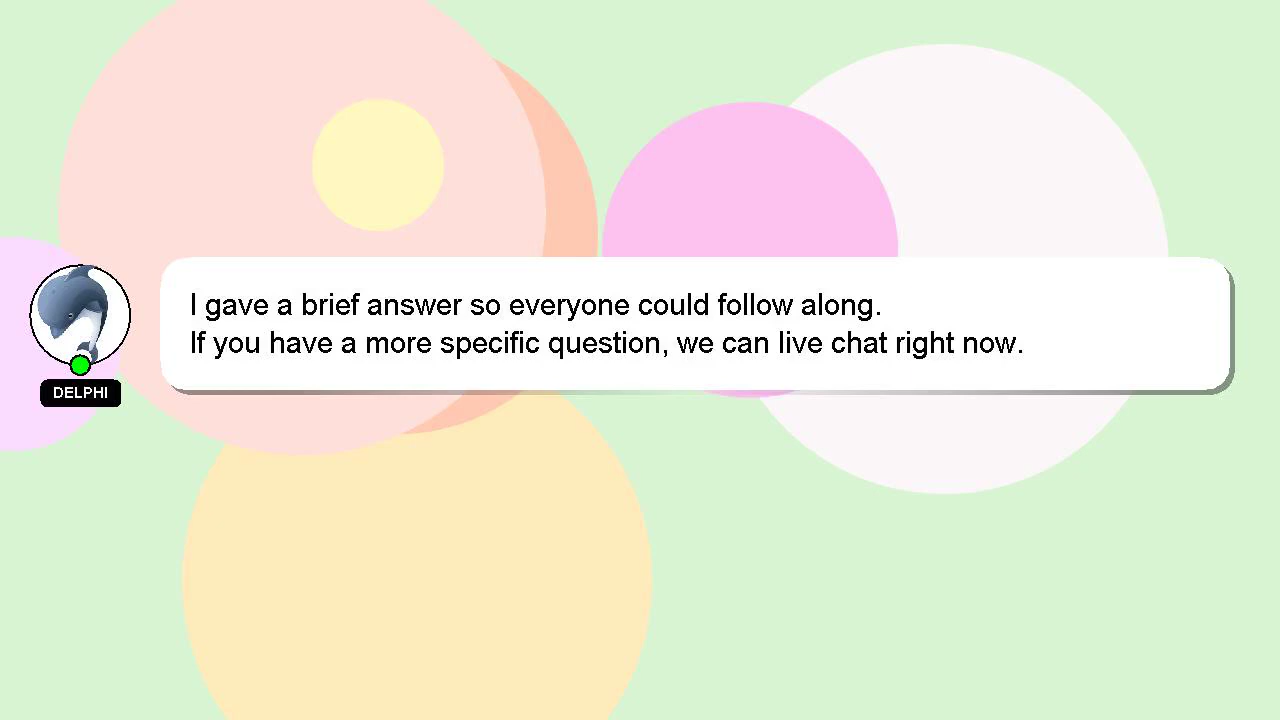 I gave a brief answer so everyone could follow along.
If you have a more specific question, we can live chat right now.
DELPHI